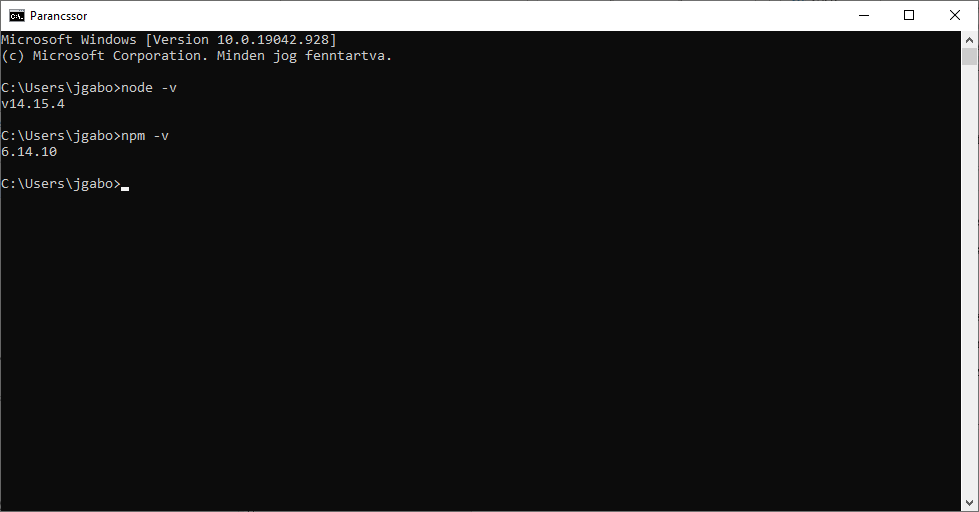 Parancssor
Microsoft Windows [Version 10.0.19042.928]
(c) Microsoft Corporation. Minden jog fenntartva.
C:\Users\jgabo>node -v
v14.15.4
C:\Users\jgabo>npm -v
6.14.10
C:\Users\jgabo>